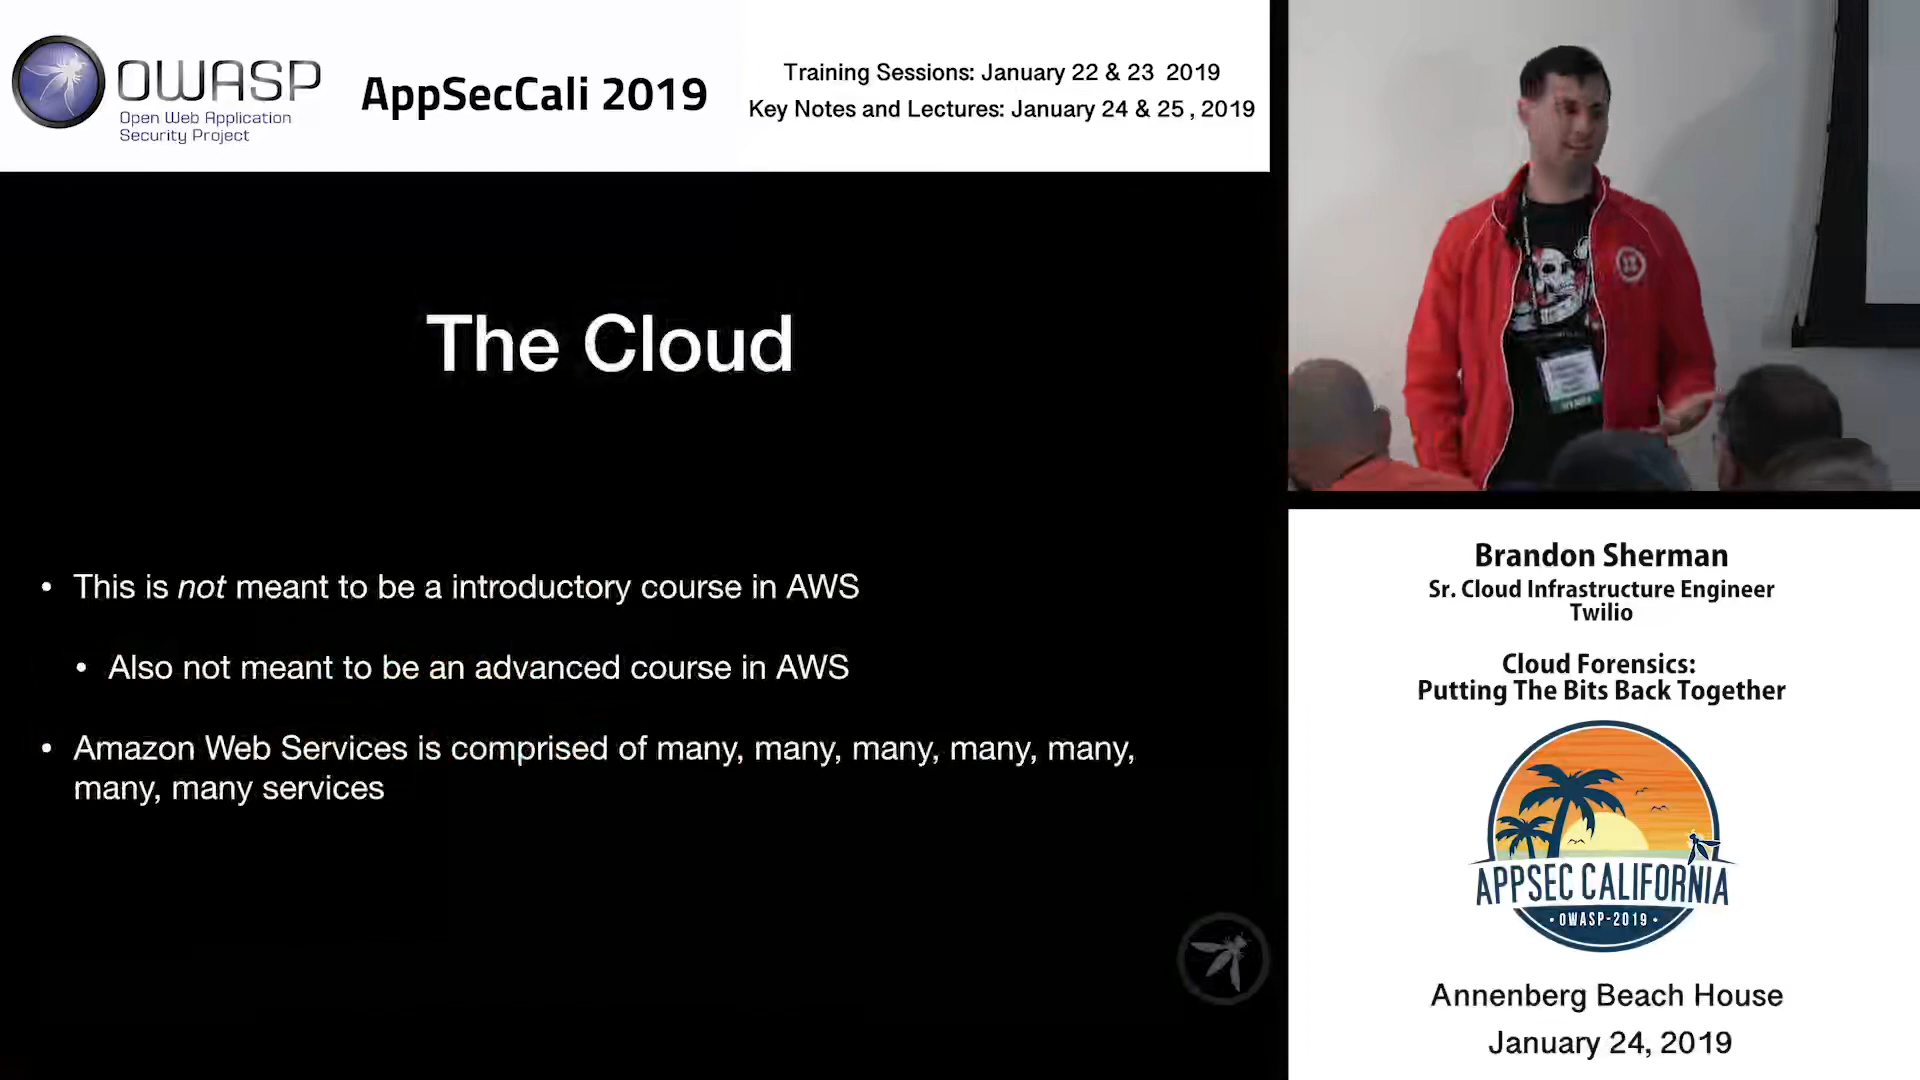 OWASP
Open Web Application
Security Project
AppSecCali 2019
Training Sessions: January 22 & 23 2019
Key Notes and Lectures: January 24 & 25 , 2019
The Cloud
• This is not meant to be a introductory course in AWS
• Also not meant to be an advanced course in AWS
• Amazon Web Services is comprised of many, many, many, many, many,
many, many services
Brandon Sherman
Sr. Cloud Infrastructure Engineer
Twilio
Cloud Forensics:
Putting The Bits Back Together
APPSEC CALIFORNIA
• OWASP-2019 •
Annenberg Beach House
January 24, 2019